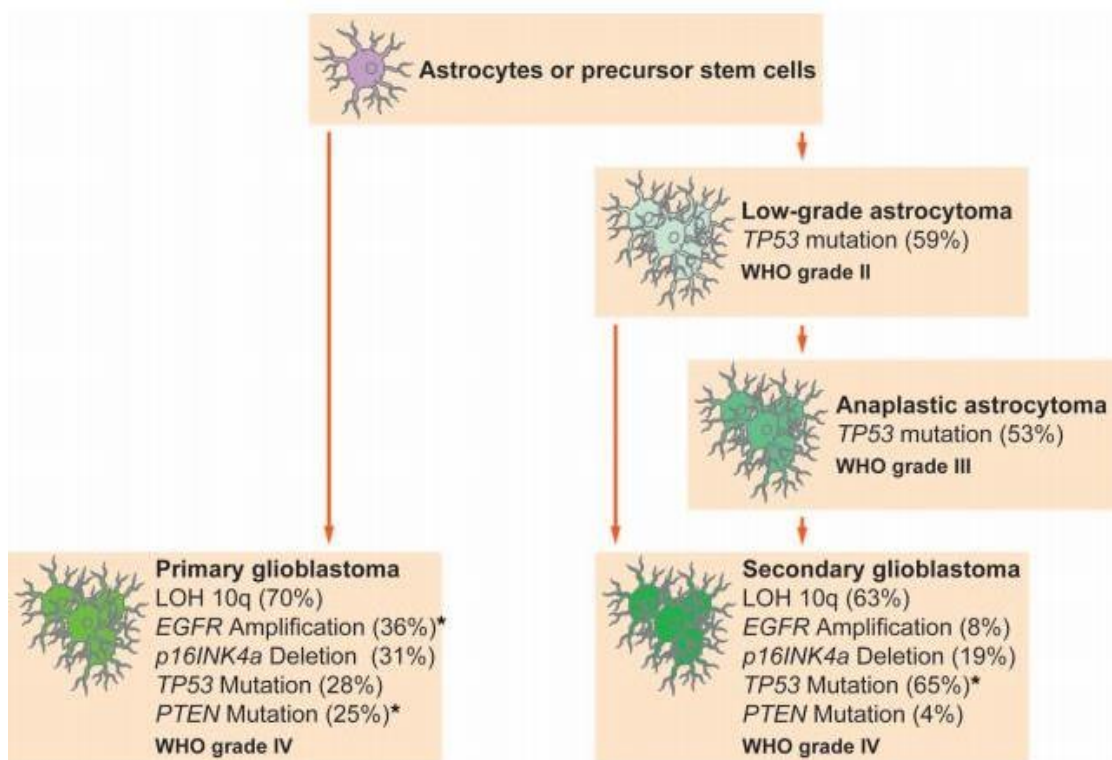 Astrocytes or precursor stem cells
Low-grade astrocytoma
TP53 mutation (59%)
WHO grade II
Anaplastic astrocytoma
TP53 mutation (53%)
WHO grade III
Primary glioblastoma
LOH 10q (70%)
EGFR Amplification (36%)*
p16INK4a Deletion (31%)
TP53 Mutation (28%)
PTEN Mutation (25%)*
WHO grade IV
Secondary glioblastoma
LOH 10q (63%)
EGFR Amplification (8%)
p16INK4a Deletion (19%)
TP53 Mutation (65%)*
PTEN Mutation (4%)
WHO grade IV